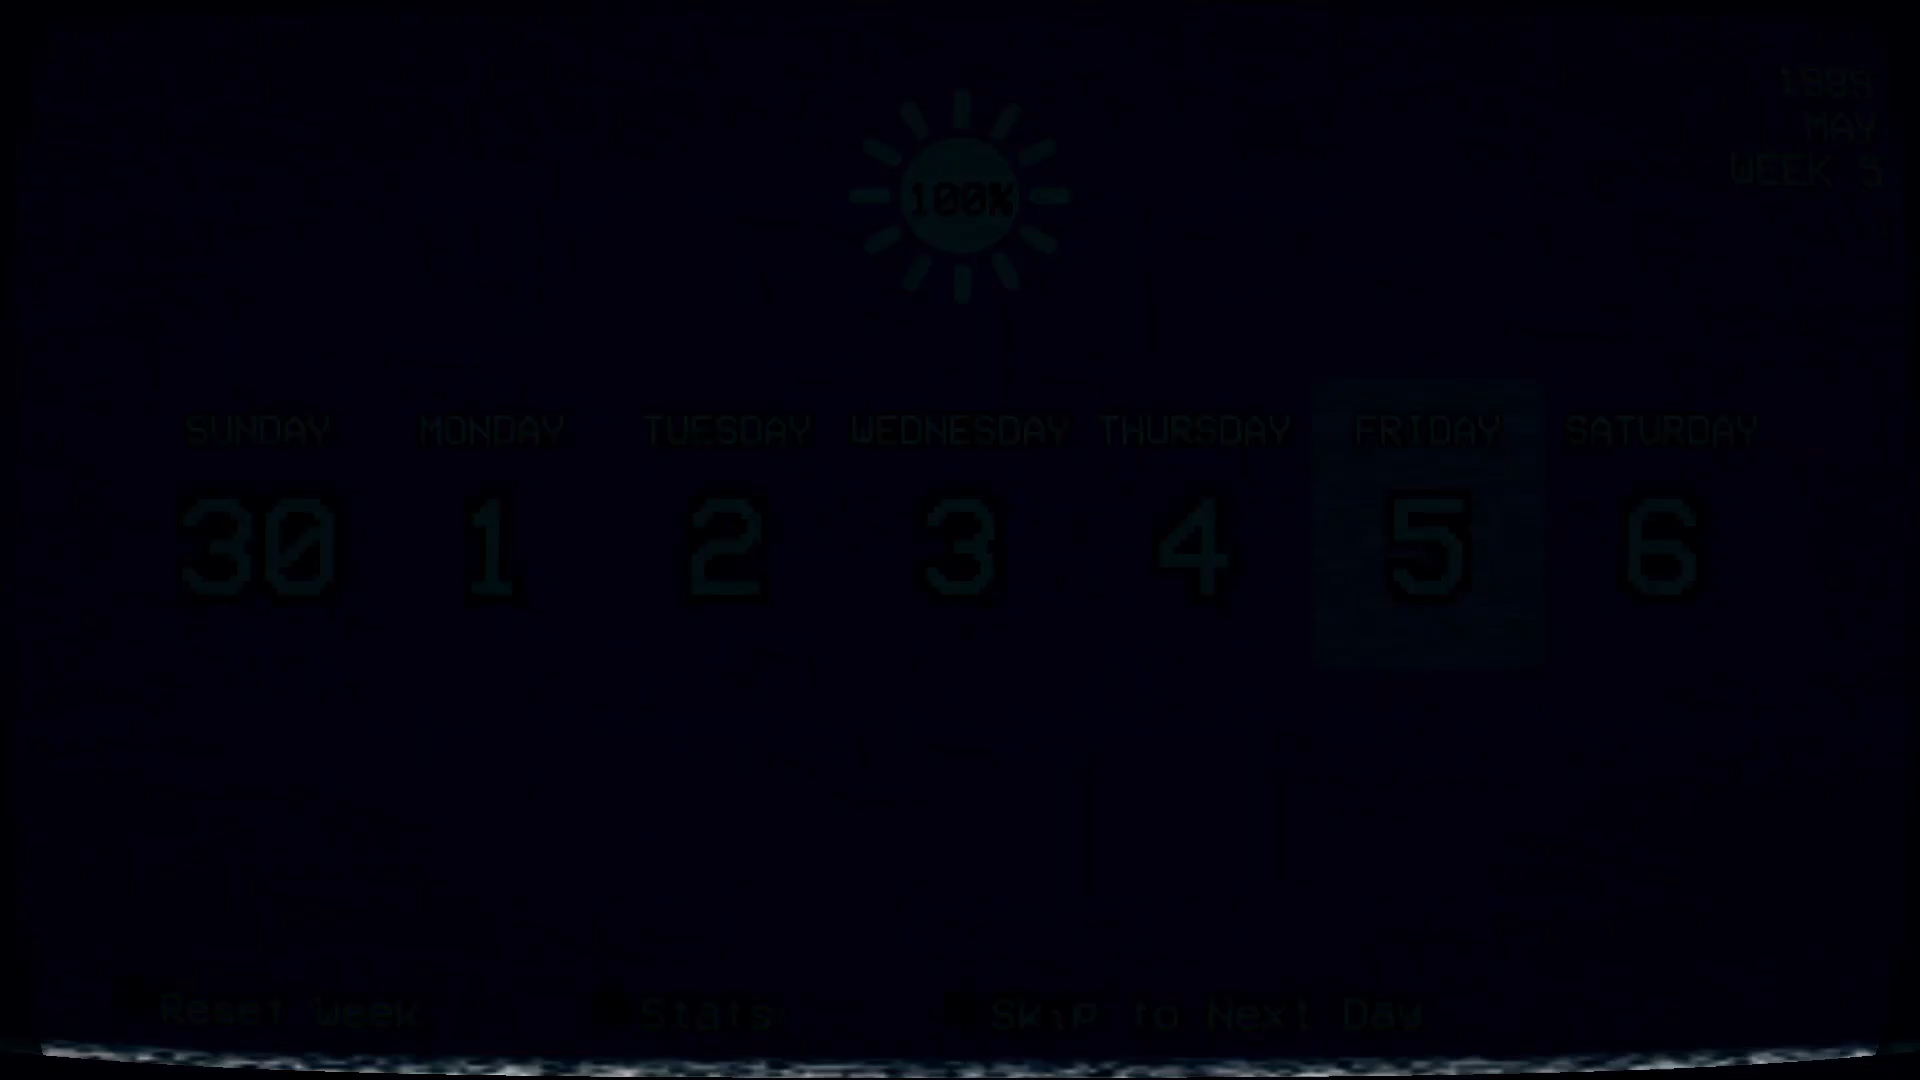 1989
MAY
WEEK 5
100%
SUNDAY MONDAY TUESDAY WEDNESDAY THURSDAY FRIDAY SATURDAY
30 1 2 3 4 5 6
Reset Week Stats Skip to Next Day